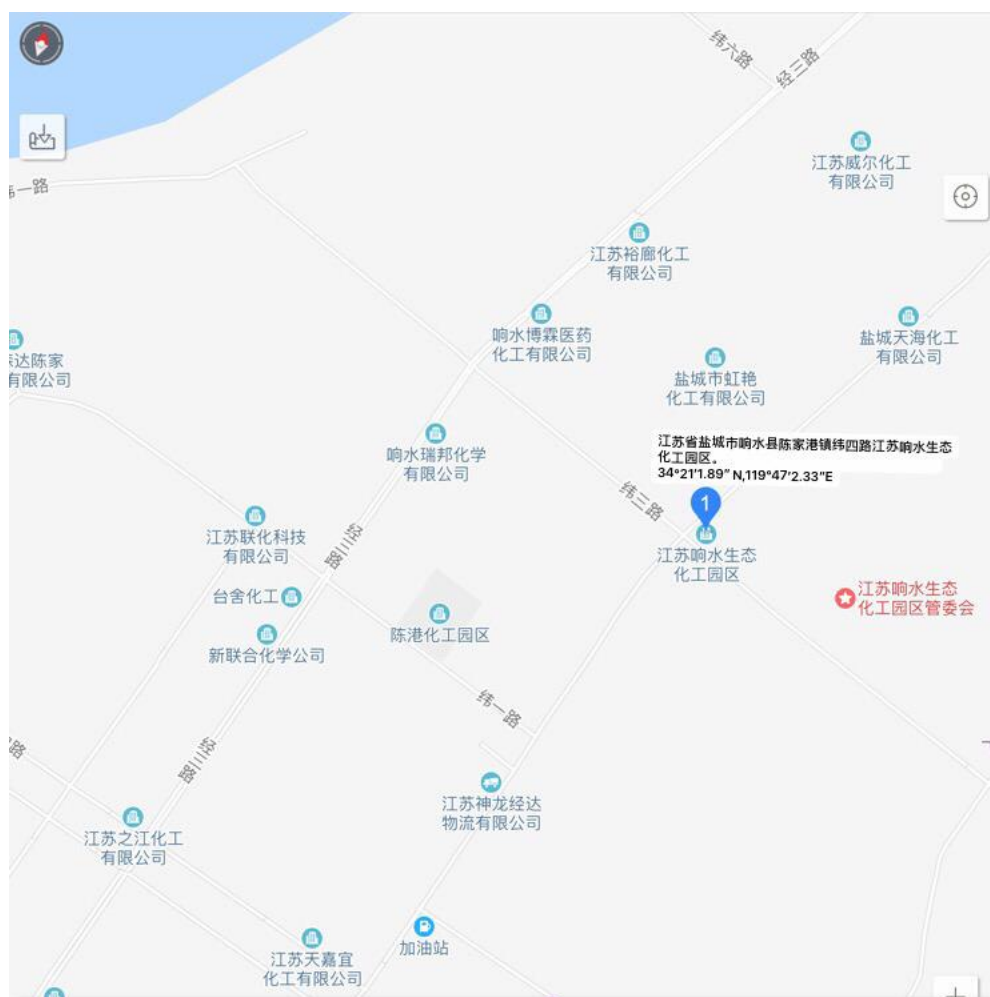 纬六路
经三路
江苏威尔化工
有限公司
一路
江苏裕廊化工
有限公司
响水博霖医药
化工有限公司
盐城天海化工
有限公司
达陈家
有限公司
盐城市虹艳
化工有限公司
响水瑞邦化学
有限公司
江苏省盐城市响水县陈家港镇纬四路江苏响水生态
化工园区。
34°21'1.89" N,119°47'2.33"E
纬三路
1
江苏联化科技
有限公司
经三路
江苏响水生态
化工园区
台舍化工
江苏响水生态
化工园区管委会
陈港化工园区
新联合化学公司
纬一路
经三路
路
江苏神龙经达
物流有限公司
江苏之江化工
有限公司
加油站
江苏天嘉宜
化工有限公司